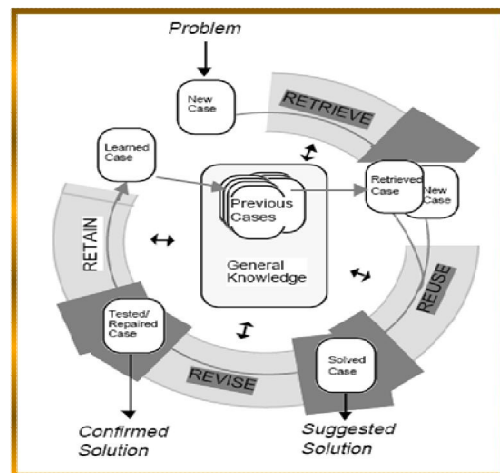 Problem
New
Case
RETRIEVE
Learned
Case
Retrieved
Case
New
Case
Previous
Cases
RETAIN
General
Knowledge
REUSE
Tested/
Repaired
Case
Solved
Case
REVISE
Confirmed
Solution
Suggested
Solution